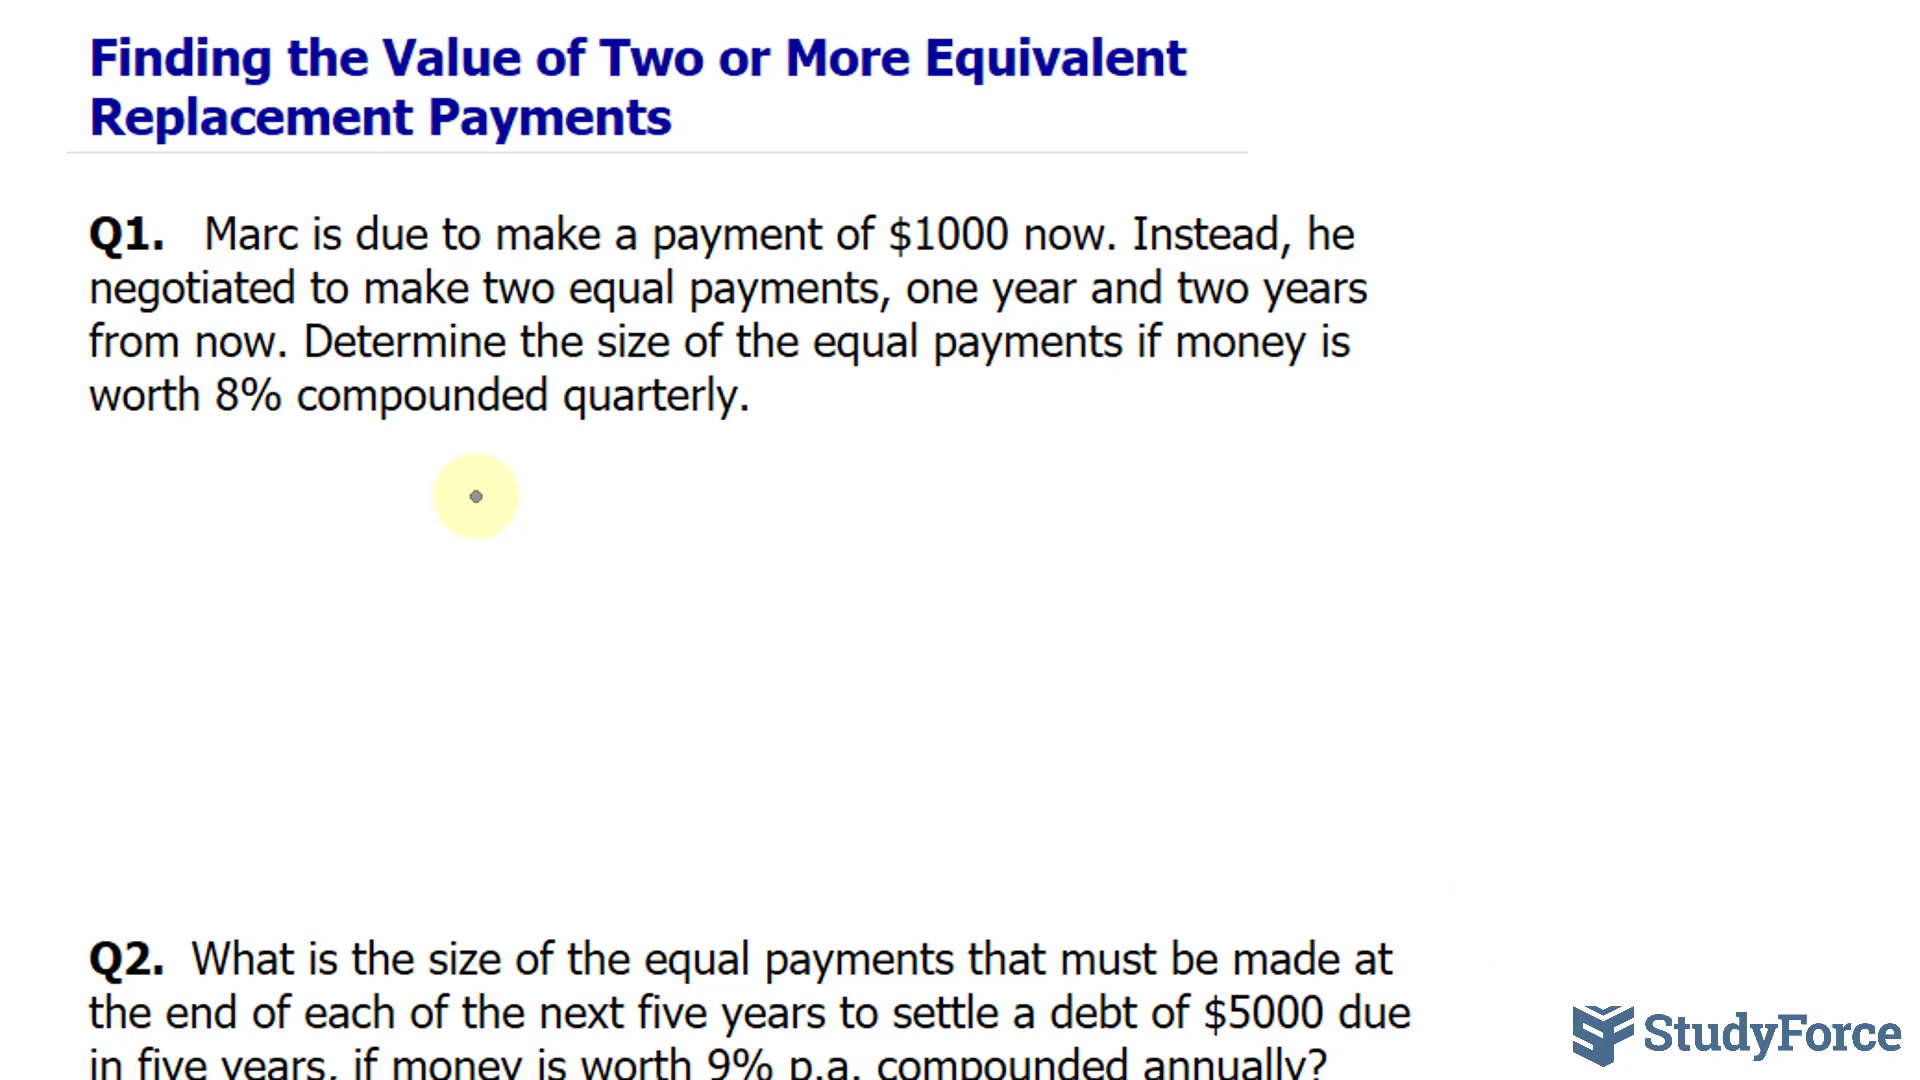 Finding the Value of Two or More Equivalent
Replacement Payments
Q1. Marc is due to make a payment of $1000 now. Instead, he
negotiated to make two equal payments, one year and two years
from now. Determine the size of the equal payments if money is
worth 8% compounded quarterly.
Q2. What is the size of the equal payments that must be made at
the end of each of the next five years to settle a debt of $5000 due
in five years, if money is worth 9% p.a. compounded annually?
StudyForce